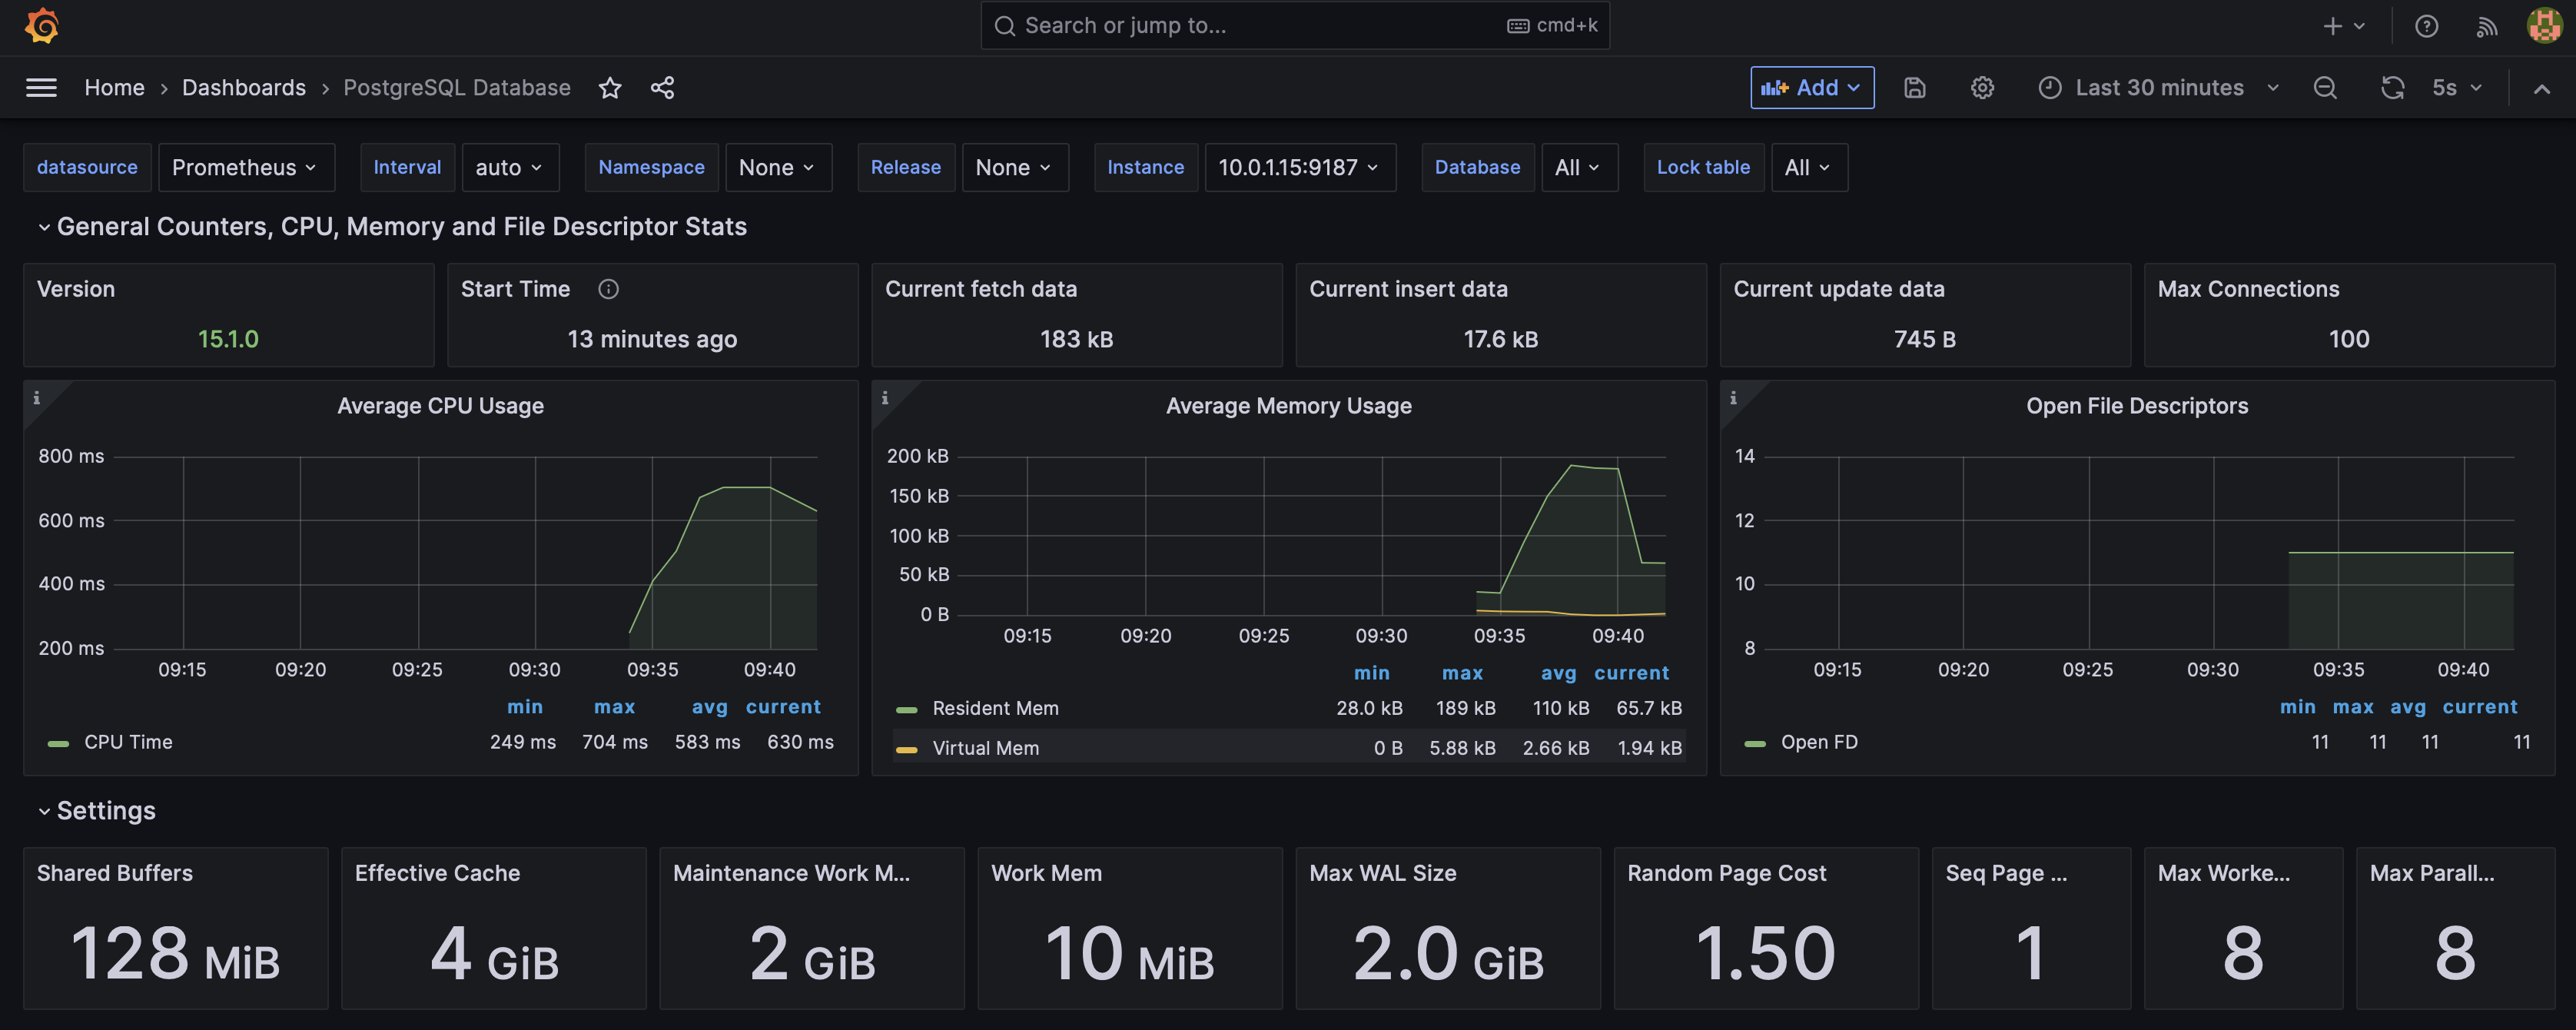 Search or jump to... cmd+k
Home › Dashboards › PostgreSQL Database Add Last 30 minutes 5s
datasource Prometheus Interval auto Namespace None Release None Instance 10.0.1.15:9187 Database All Lock table All
General Counters, CPU, Memory and File Descriptor Stats
Version
15.1.0
Start Time
13 minutes ago
Current fetch data
183 kB
Current insert data
17.6 kB
Current update data
745 B
Max Connections
100
Average CPU Usage
800 ms
600 ms
400 ms
200 ms
09:15 09:20 09:25 09:30 09:35 09:40
min max avg current
CPU Time 249 ms 704 ms 583 ms 630 ms
Average Memory Usage
200 kB
150 kB
100 kB
50 kB
0 B
09:15 09:20 09:25 09:30 09:35 09:40
min max avg current
Resident Mem 28.0 kB 189 kB 110 kB 65.7 kB
Virtual Mem 0 B 5.88 kB 2.66 kB 1.94 kB
Open File Descriptors
14
12
10
8
09:15 09:20 09:25 09:30 09:35 09:40
min max avg current
Open FD 11 11 11 11
Settings
Shared Buffers
128 MiB
Effective Cache
4 GiB
Maintenance Work M...
2 GiB
Work Mem
10 MiB
Max WAL Size
2.0 GiB
Random Page Cost
1.50
Seq Page ...
1
Max Worke...
8
Max Parall...
8